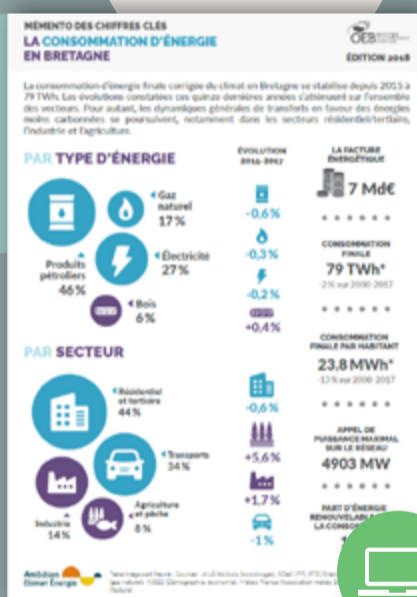 MÉMENTO DES CHIFFRES CLÉS
LA CONSOMMATION D'ÉNERGIE
EN BRETAGNE
OEB
ÉDITION 2018
La consommation d'énergie finale corrigée du climat en Bretagne se stabilise depuis 2015 à
79 TWh. Les évolutions constatées ces quinze dernières années s'atténuent sur l'ensemble
des vecteurs. Pour autant, les dynamiques générales de transferts en faveur des énergies
moins carbonées se poursuivent, notamment dans les secteurs résidentiel/tertiaire,
l'industrie et l'agriculture.
PAR TYPE D'ÉNERGIE
Gaz
naturel
17 %
Électricité
27%
Produits
pétroliers
46%
Bois
6%
ÉVOLUTION
-0,6%
-0,3%
-0,2%
+0,4%
LA FACTURE
ÉNERGÉTIQUE
7 Md€
CONSOMMATION
FINALE
79 TWh*
-2% sur 2000-2017
CONSOMMATION
FINALE PAR HABITANT
23,8 MWh*
-13% sur 2000-2017
APPEL DE
PUISSANCE MAXIMAL
SUR LE RÉSEAU
4903 MW
PART D'ÉNERGIE
RENOUVELABLE
LA
PAR SECTEUR
Résidentiel
et tertiaire
44%
Transports
34%
Industrie
14%
Agriculture
et pêche
8%
-0,6%
+5,6%
+1,7%
-1%
Ambition
Climat Énergie